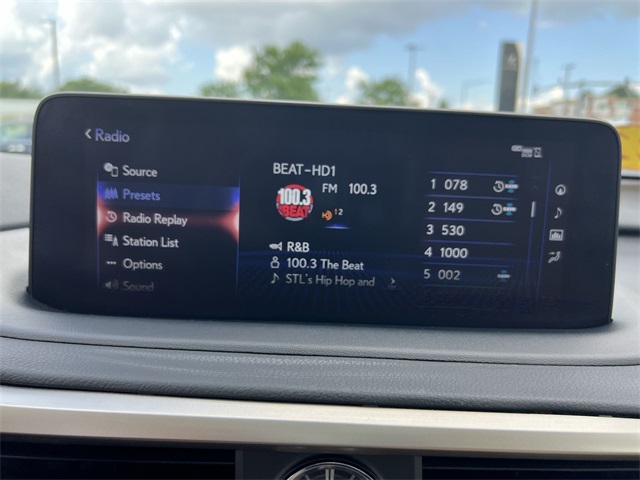 < Radio
Source
Presets
Radio Replay
Station List
Options
Sound
BEAT-HD1
FM 100.3
100.3
THE BEAT
12
R&B
100.3 The Beat
STL's Hip Hop and >
1 078
2 149
3 530
4 1000
5 002